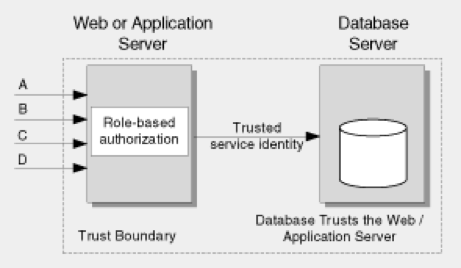 Web or Application
Server
Database
Server
A
B
C
D
Role-based
authorization
Trusted
service identity
Database Trusts the Web /
Application Server
Trust Boundary